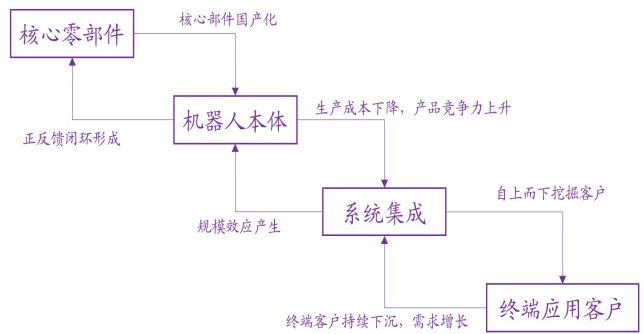 核心零部件
核心部件国产化
机器人本体
生产成本下降，产品竞争力上升
正反馈闭环形成
系统集成
自上而下挖掘客户
规模效应产生
终端应用客户
终端客户持续下沉，需求增长